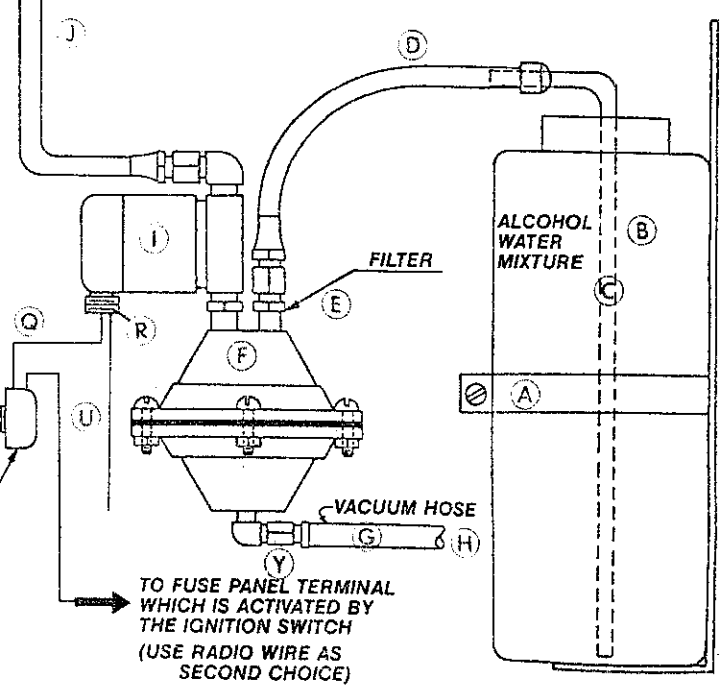 J
D
ALCOHOL
WATER
MIXTURE
B
I
FILTER
C
E
Q
R
F
A
U
VACUUM HOSE
G
H
Y
TO FUSE PANEL TERMINAL
WHICH IS ACTIVATED BY
THE IGNITION SWITCH
(USE RADIO WIRE AS
SECOND CHOICE)